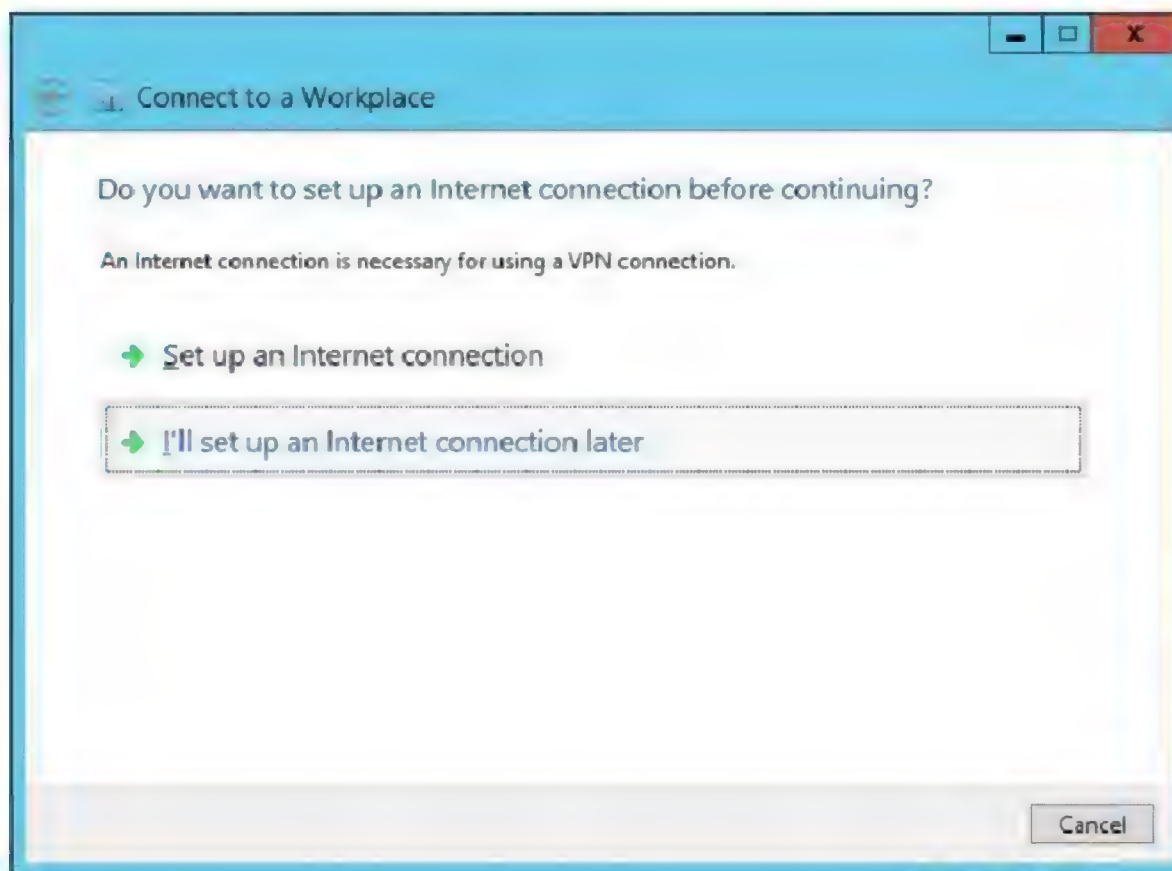 Connect to a Workplace
Do you want to set up an Internet connection before continuing?
An Internet connection is necessary for using a VPN connection.
Set up an Internet connection
I'll set up an Internet connection later
Cancel